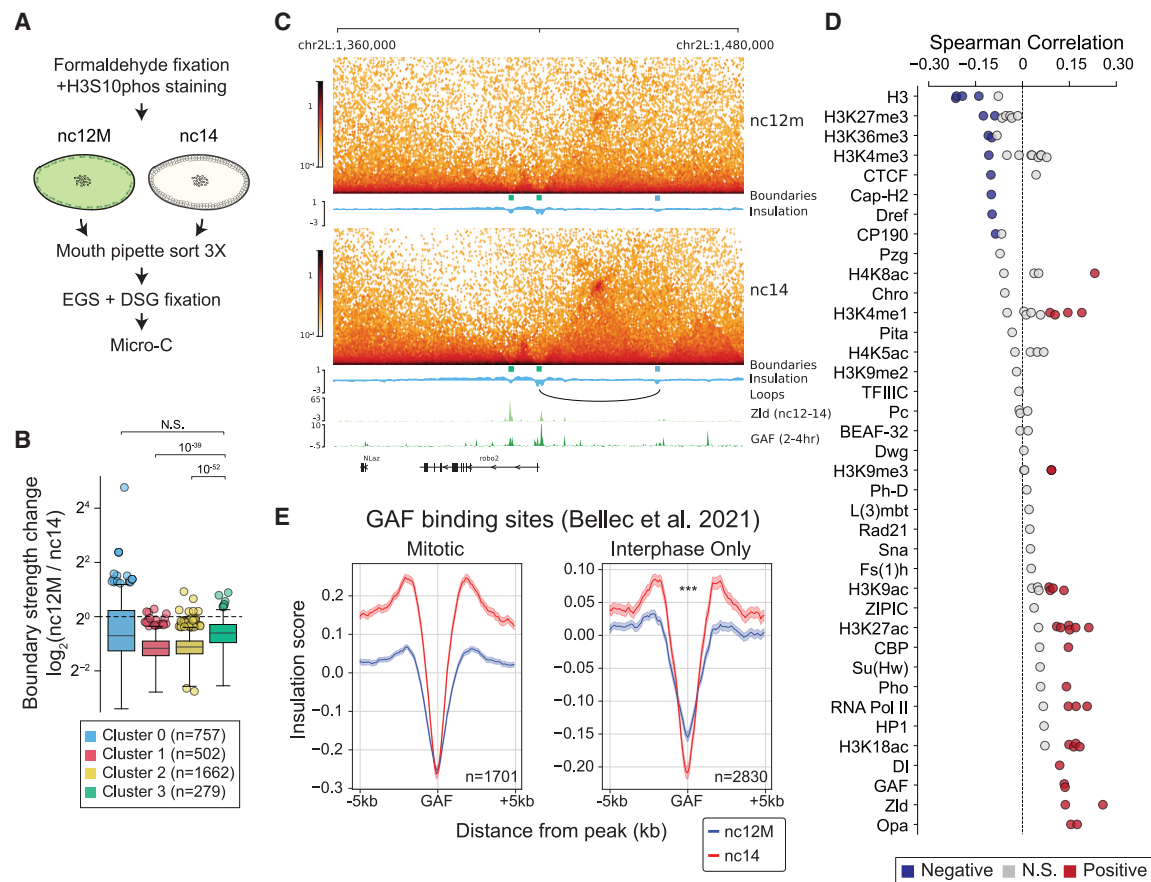 A
Formaldehyde fixation
+H3S10phos staining
nc12M
nc14
Mouth pipette sort 3X
EGS + DSG fixation
Micro-C
B
N.S.
10-39
10-52
Boundary strength change
log2(nc12M / nc14)
24
22
20
2-2
Cluster 0 (n=757)
Cluster 1 (n=502)
Cluster 2 (n=1662)
Cluster 3 (n=279)
C
chr2L:1,360,000
chr2L:1,480,000
1
10-4
nc12m
Boundaries
1
-3
Insulation
1
10-4
nc14
Boundaries
1
-3
Insulation
Loops
65
-3
Zld (nc12-14)
10
-.5
GAF (2-4hr)
NLaz
robo2
D
Spearman Correlation
-0.30
-0.15
0
0.15
0.30
H3
H3K27me3
H3K36me3
H3K4me3
CTCF
Cap-H2
Dref
CP190
Pzg
H4K8ac
Chro
H3K4me1
Pita
H4K5ac
H3K9me2
TFIIIC
Pc
BEAF-32
Dwg
H3K9me3
Ph-D
L(3)mbt
Rad21
Sna
Fs(1)h
H3K9ac
ZIPIC
H3K27ac
CBP
Su(Hw)
Pho
RNA Pol II
HP1
H3K18ac
Dl
GAF
Zld
Opa
Negative
N.S.
Positive
E
GAF binding sites (Bellec et al. 2021)
Mitotic
Interphase Only
Insulation score
0.3
0.2
0.1
0.0
−0.1
−0.2
−0.3
n=1701
-5kb
GAF
+5kb
0.10
0.05
0.00
−0.05
−0.10
−0.15
−0.20
***
n=2830
-5kb
GAF
+5kb
Distance from peak (kb)
nc12M
nc14